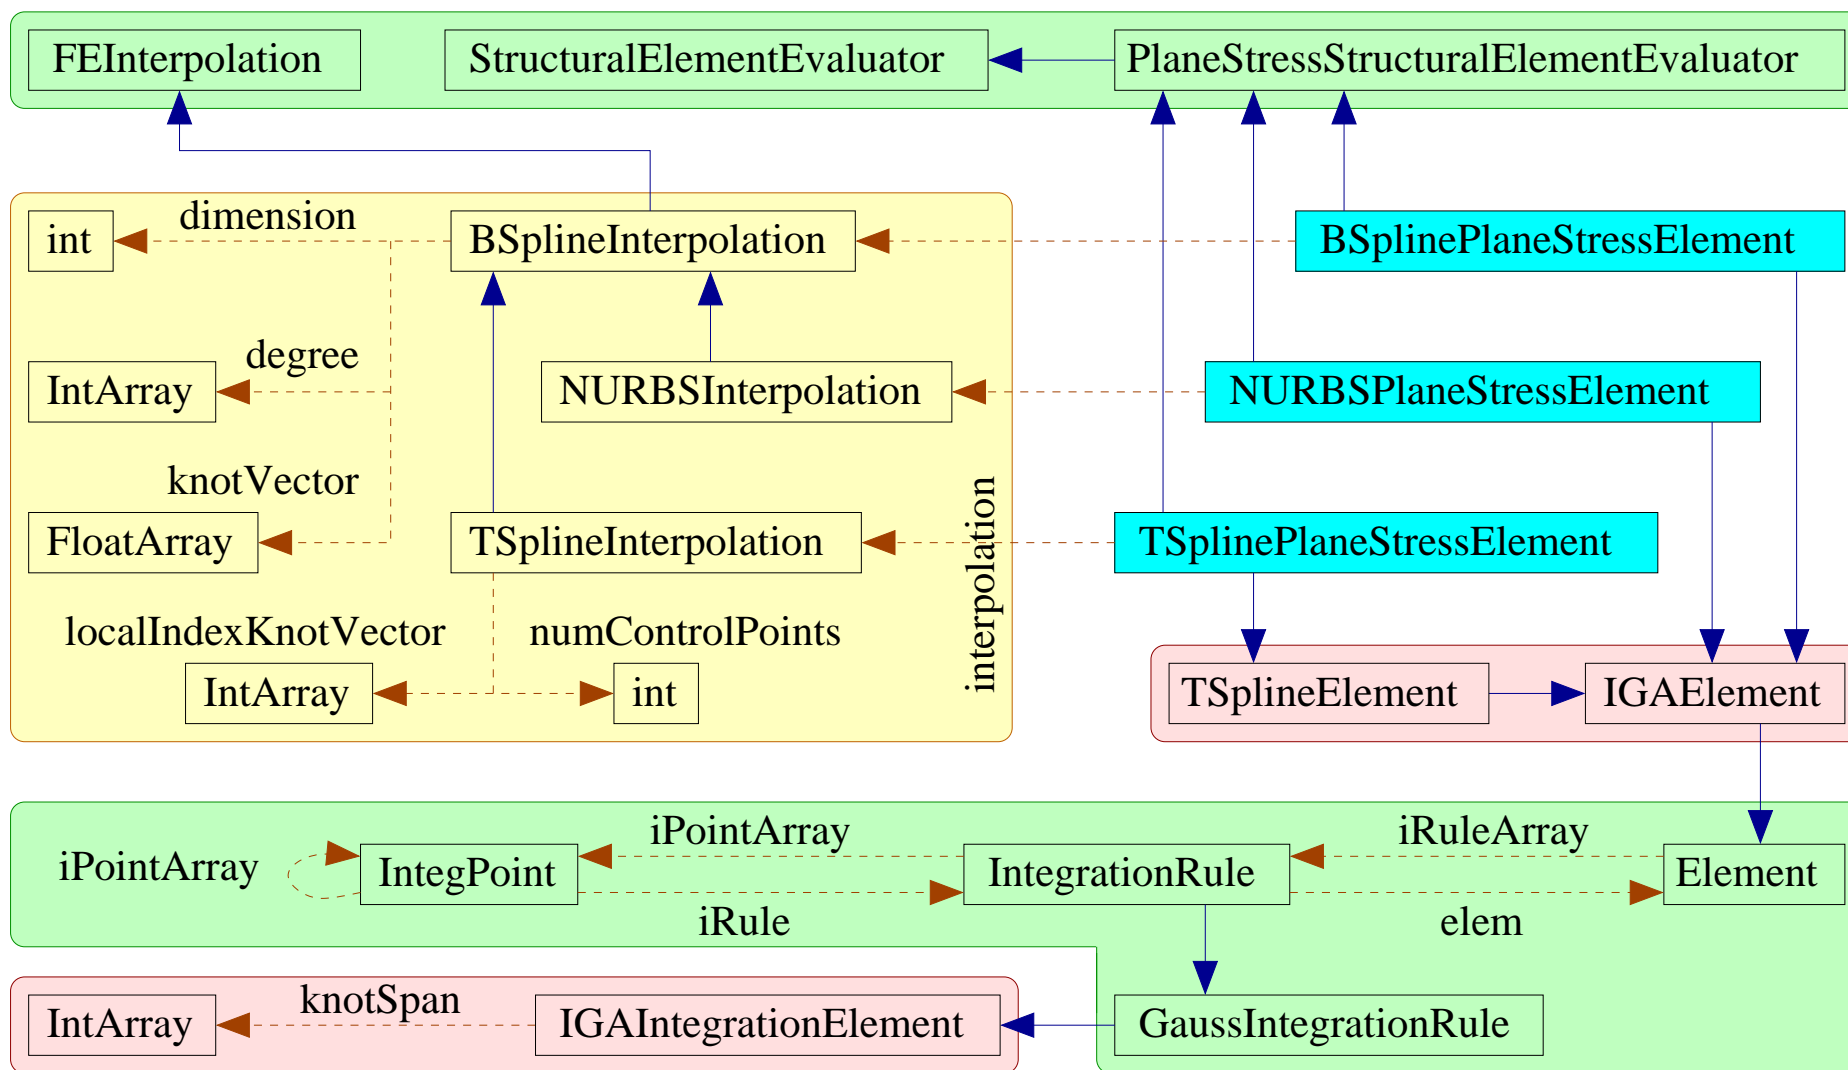 FEInterpolation
StructuralElementEvaluator
PlaneStressStructuralElementEvaluator
int
dimension
BSplineInterpolation
BSplinePlaneStressElement
degree
IntArray
NURBSInterpolation
NURBSPlaneStressElement
knotVector
FloatArray
TSplineInterpolation
interpolation
TSplinePlaneStressElement
localIndexKnotVector
numControlPoints
IntArray
int
TSplineElement
IGAElement
iPointArray
iPointArray
iRuleArray
IntegPoint
IntegrationRule
Element
iRule
elem
IntArray
knotSpan
IGAIntegrationElement
GaussIntegrationRule